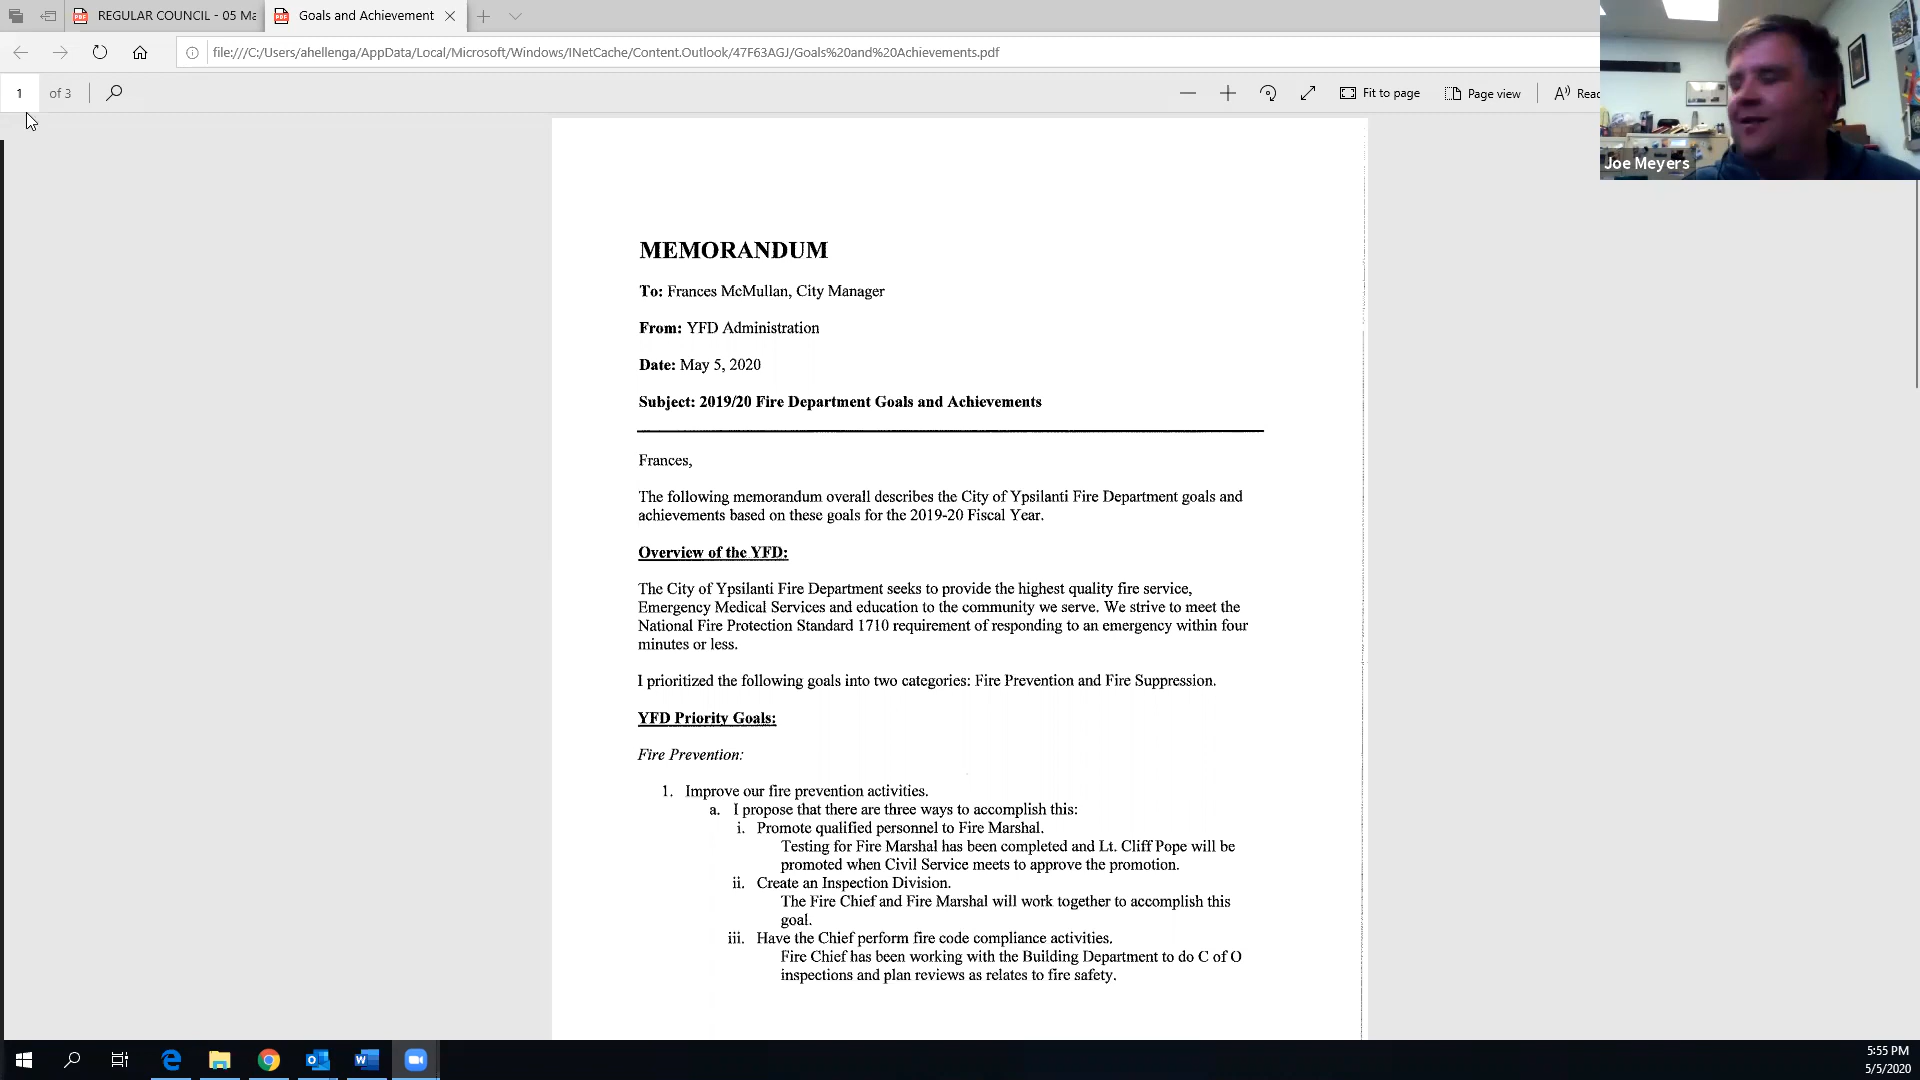 REGULAR COUNCIL - 05 Ma
Goals and Achievement
file:///C:/Users/ahellenga/AppData/Local/Microsoft/Windows/INetCache/Content.Outlook/47F63AGJ/Goals%20and%20Achievements.pdf
1 of 3
Fit to page
Page view
Read
Joe Meyers
MEMORANDUM
To: Frances McMullan, City Manager
From: YFD Administration
Date: May 5, 2020
Subject: 2019/20 Fire Department Goals and Achievements
Frances,
The following memorandum overall describes the City of Ypsilanti Fire Department goals and
achievements based on these goals for the 2019-20 Fiscal Year.
Overview of the YFD:
The City of Ypsilanti Fire Department seeks to provide the highest quality fire service,
Emergency Medical Services and education to the community we serve. We strive to meet the
National Fire Protection Standard 1710 requirement of responding to an emergency within four
minutes or less.
I prioritized the following goals into two categories: Fire Prevention and Fire Suppression.
YFD Priority Goals:
Fire Prevention:
1. Improve our fire prevention activities.
a. I propose that there are three ways to accomplish this:
i. Promote qualified personnel to Fire Marshal.
Testing for Fire Marshal has been completed and Lt. Cliff Pope will be
promoted when Civil Service meets to approve the promotion.
ii. Create an Inspection Division.
The Fire Chief and Fire Marshal will work together to accomplish this
goal.
iii. Have the Chief perform fire code compliance activities.
Fire Chief has been working with the Building Department to do C of O
inspections and plan reviews as relates to fire safety.
5:55 PM
5/5/2020